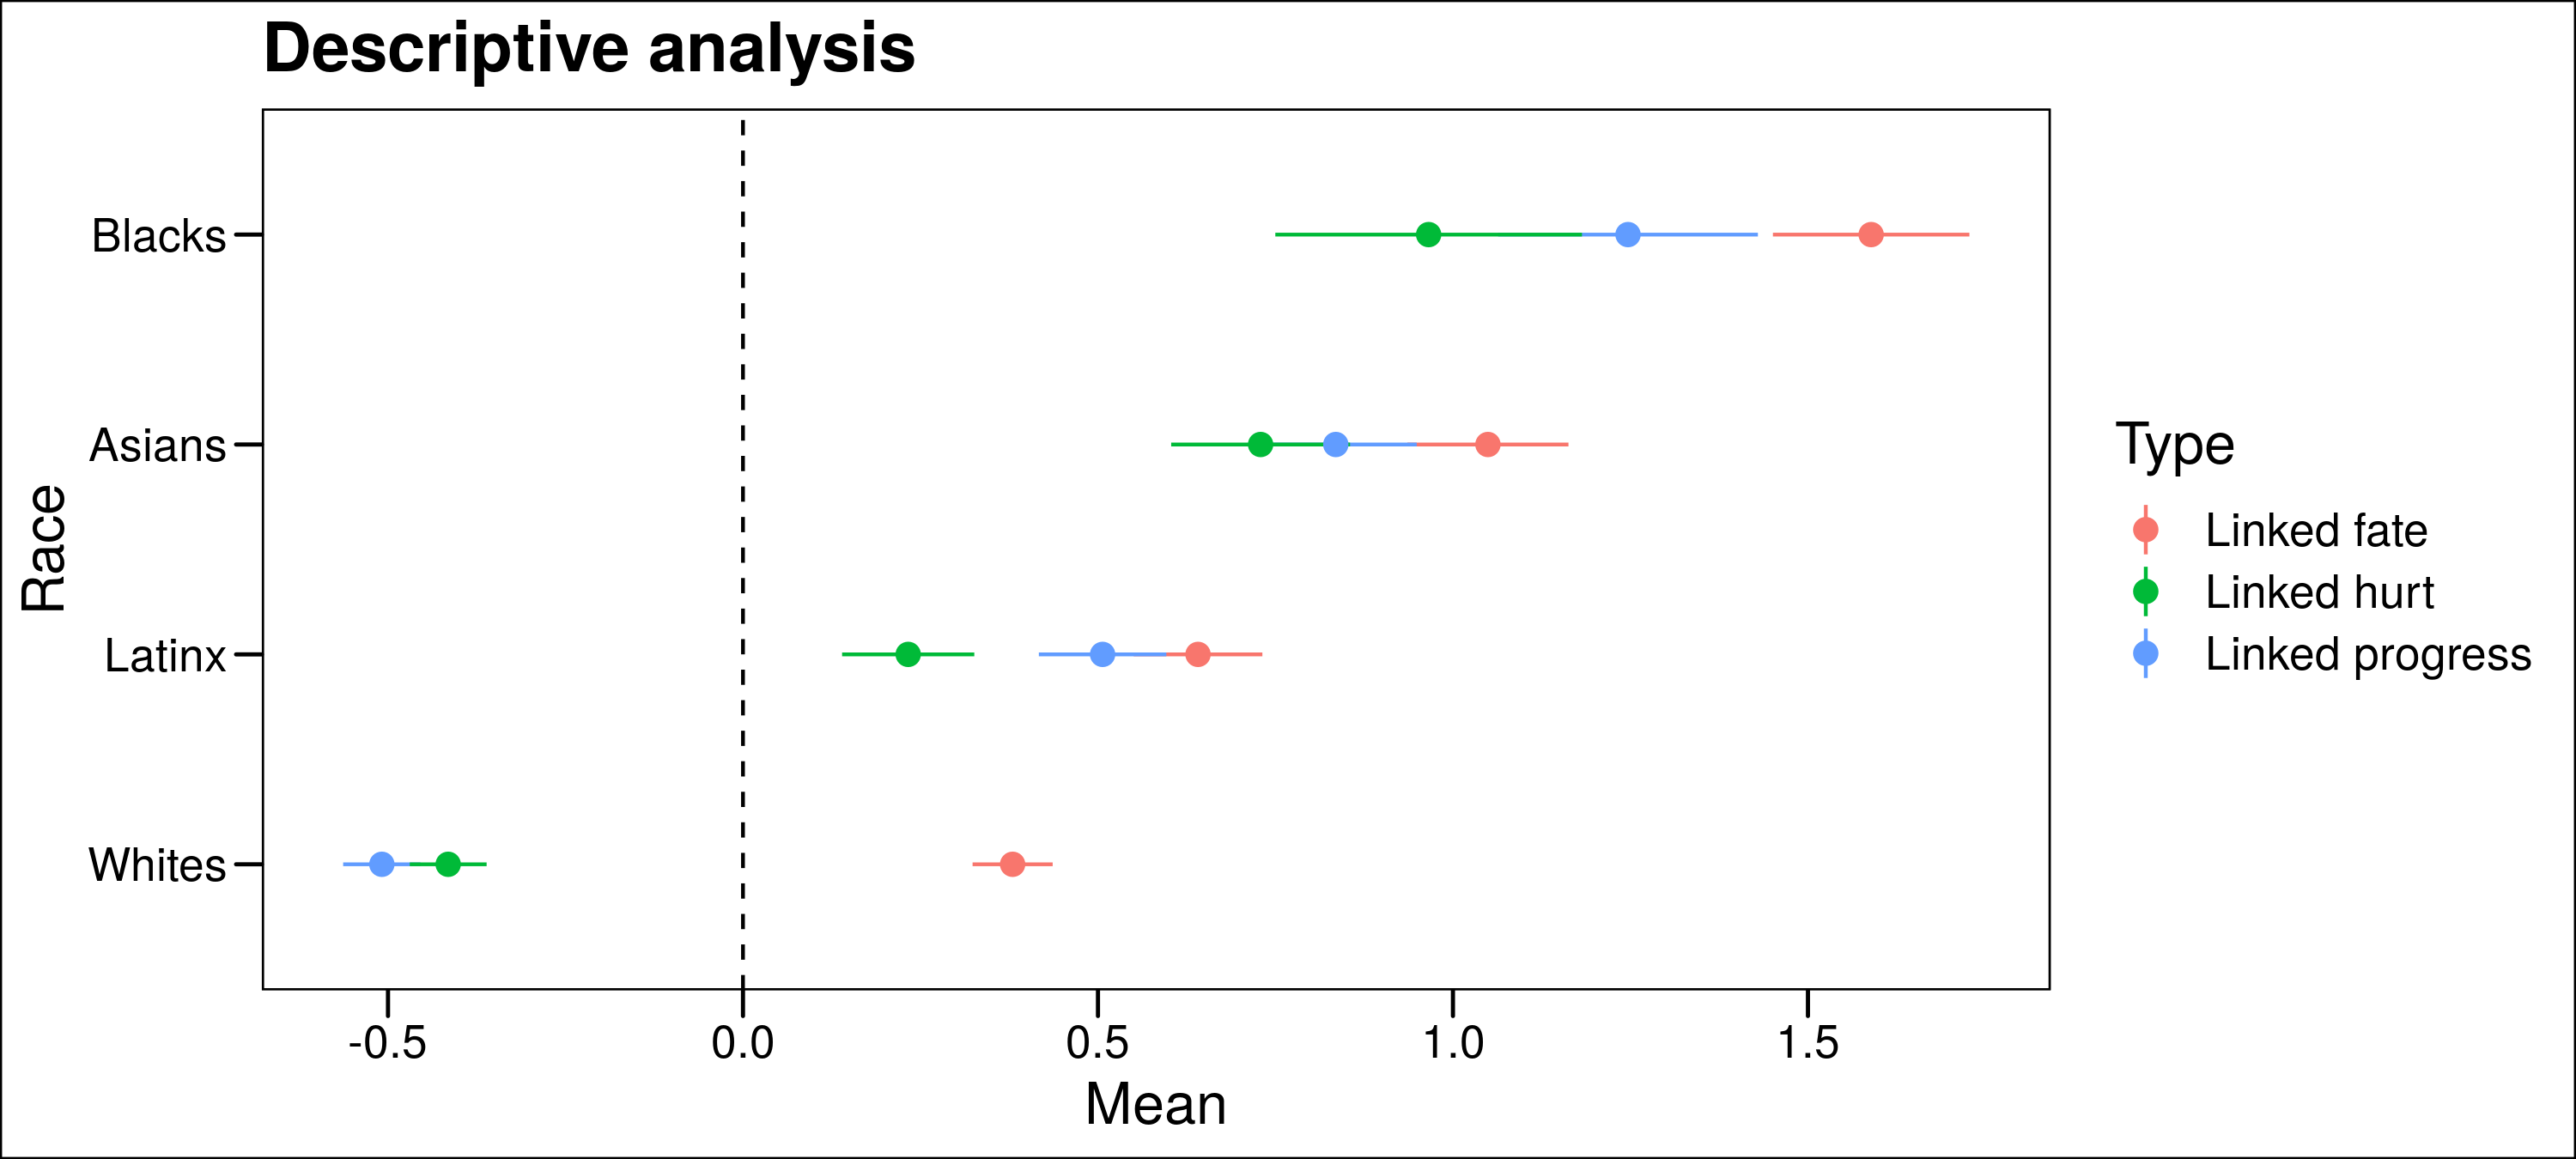 Descriptive analysis
Race
Blacks
Asians
Latinx
Whites
-0.5 0.0 0.5 1.0 1.5
Mean
Type
Linked fate
Linked hurt
Linked progress